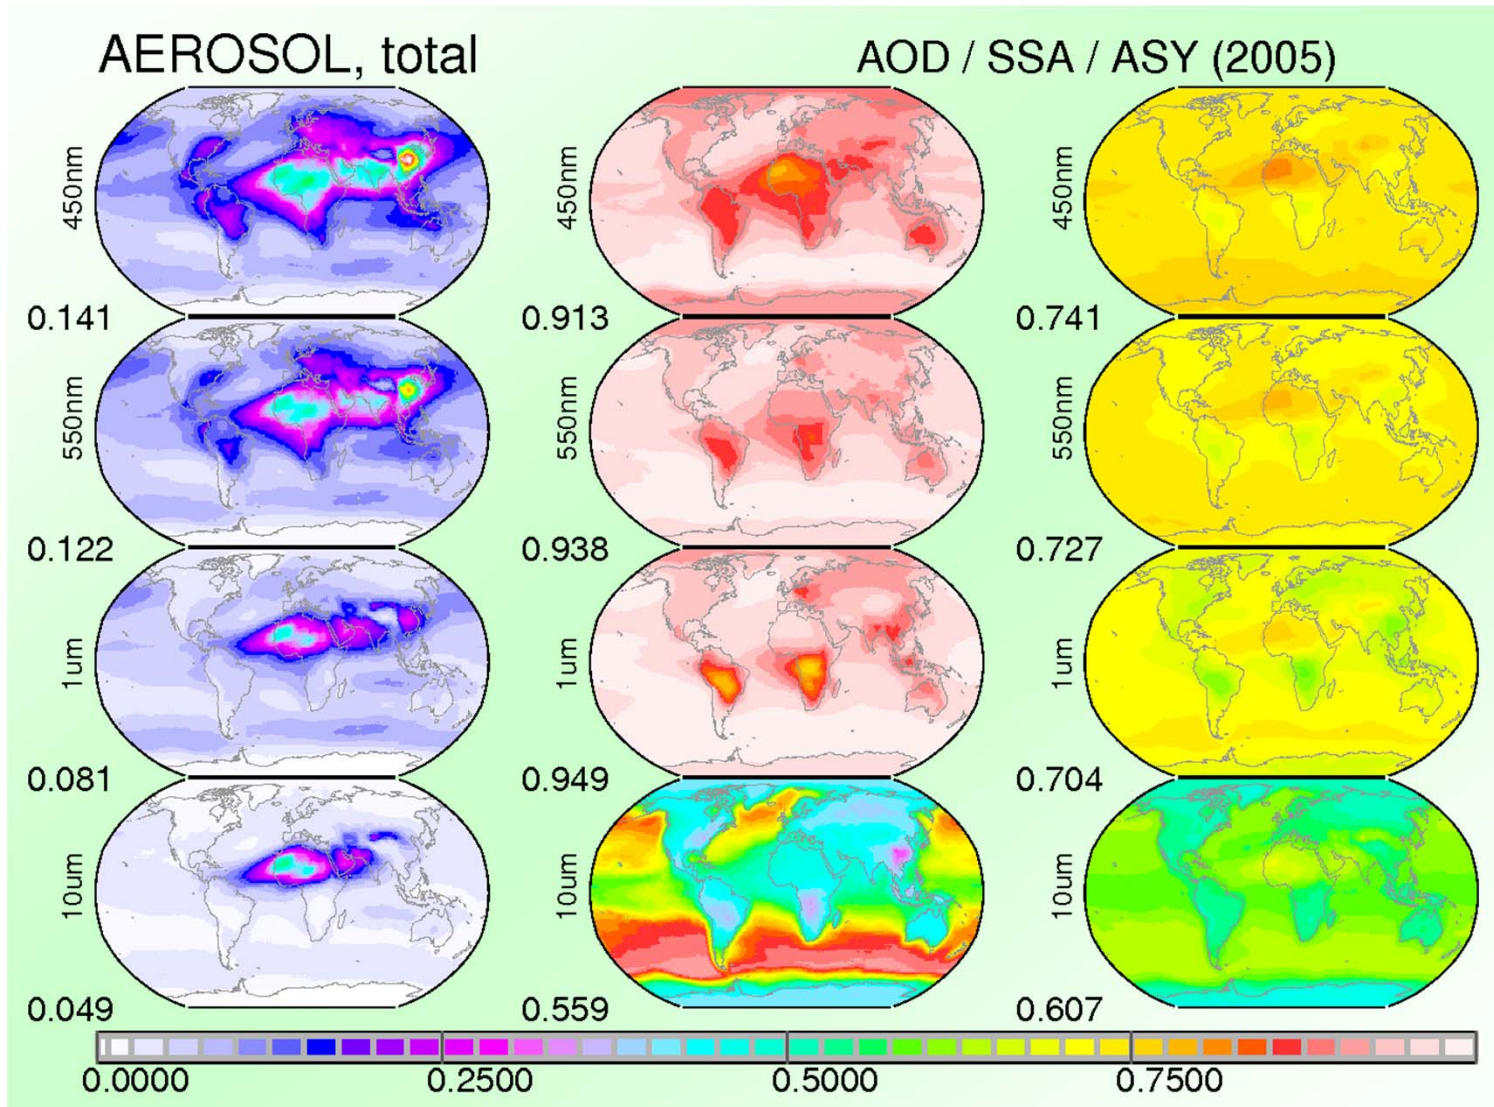 AEROSOL, total
AOD / SSA / ASY (2005)
450nm
450nm
450nm
0.141
0.913
0.741
550nm
550nm
550nm
0.122
0.938
0.727
1um
1um
1um
0.081
0.949
0.704
10um
10um
10um
0.049
0.559
0.607
0.0000
0.2500
0.5000
0.7500